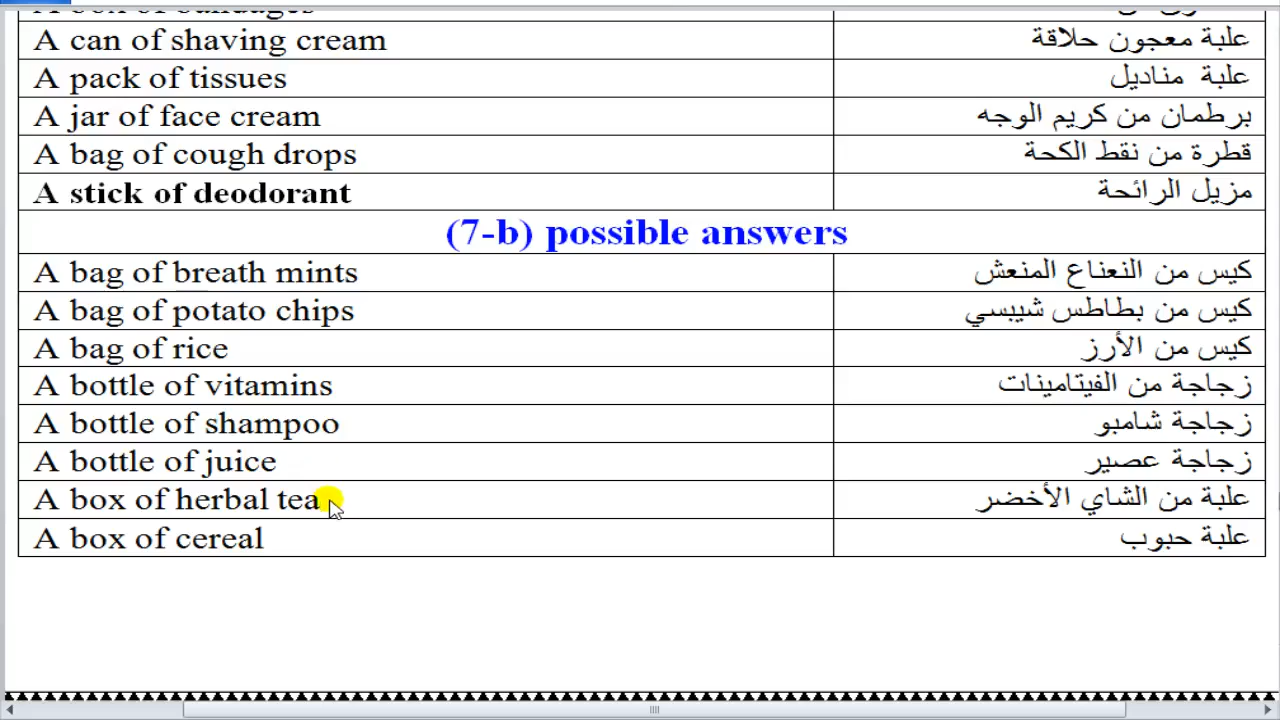 A can of shaving cream علبة معجون حلاقة
A pack of tissues علبة مناديل
A jar of face cream برطمان من كريم الوجه
A bag of cough drops قطرة من نقط الكحة
A stick of deodorant مزيل الرائحة
(7-b) possible answers
A bag of breath mints كيس من النعناع المنعش
A bag of potato chips كيس من بطاطس شيبسي
A bag of rice كيس من الأرز
A bottle of vitamins زجاجة من الفيتامينات
A bottle of shampoo زجاجة شامبو
A bottle of juice زجاجة عصير
A box of herbal tea علبة من الشاي الأخضر
A box of cereal علبة حبوب